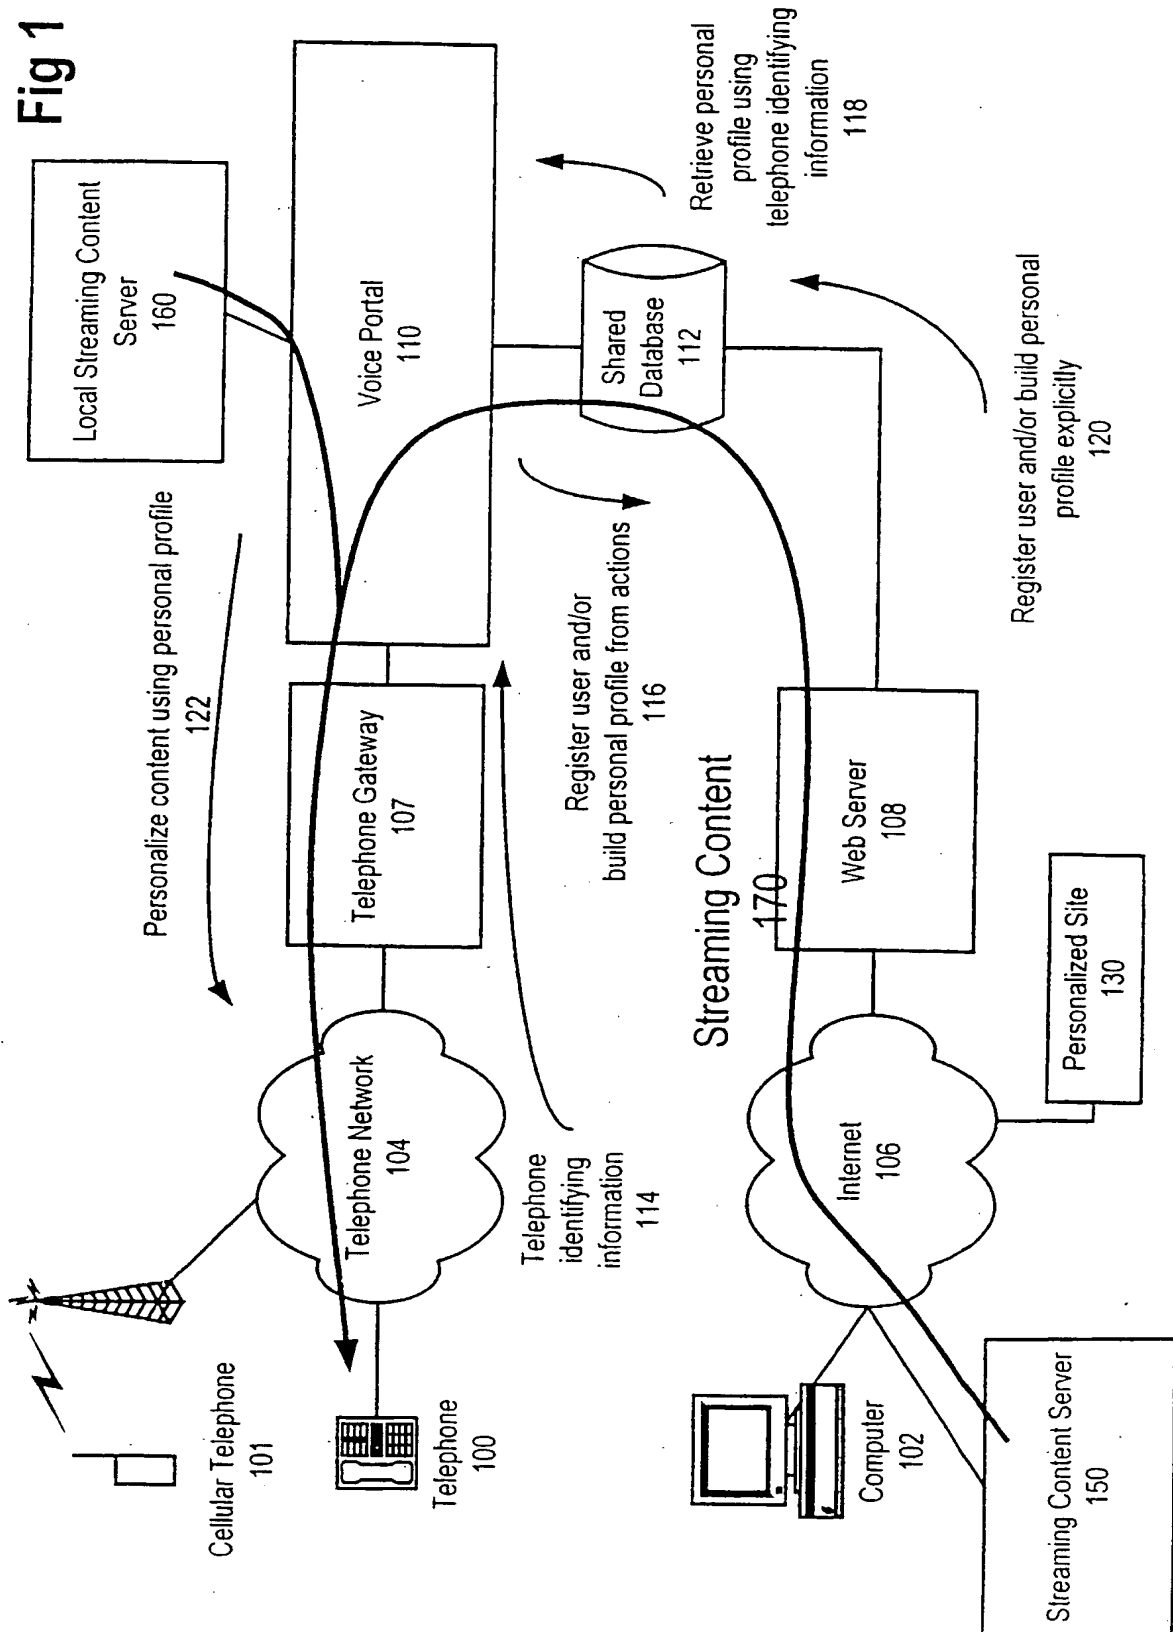 Fig 1
Local Streaming Content
Server
160
Personalize content using personal profile
122
Cellular Telephone
101
Telephone
100
Telephone Network
104
Telephone Gateway
107
Voice Portal
110
Telephone
identifying
information
114
Register user and/or
build personal profile from actions
116
Shared
Database
112
Retrieve personal
profile using
telephone identifying
information
118
Streaming Content
170
Computer
102
Internet
106
Web Server
108
Register user and/or build personal
profile explicitly
120
Personalized Site
130
Streaming Content Server
150